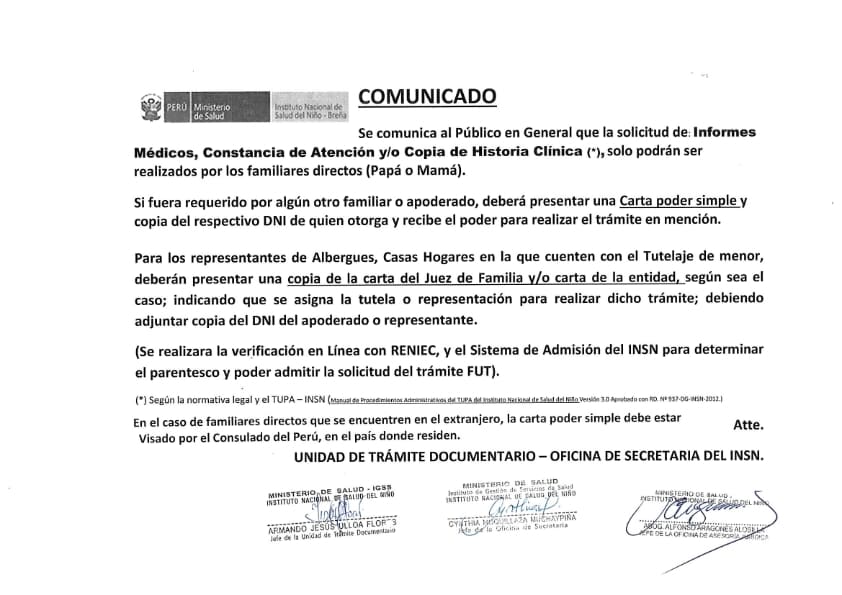 PERÚ Ministerio de Salud
Instituto Nacional de Salud del Niño - Breña
COMUNICADO
Se comunica al Público en General que la solicitud de: Informes
Médicos, Constancia de Atención y/o Copia de Historia Clínica (*), solo podrán ser
realizados por los familiares directos (Papá o Mamá).
Si fuera requerido por algún otro familiar o apoderado, deberá presentar una Carta poder simple y
copia del respectivo DNI de quien otorga y recibe el poder para realizar el trámite en mención.
Para los representantes de Albergues, Casas Hogares en la que cuenten con el Tutelaje de menor,
deberán presentar una copia de la carta del Juez de Familia y/o carta de la entidad, según sea el
caso; indicando que se asigna la tutela o representación para realizar dicho trámite; debiendo
adjuntar copia del DNI del apoderado o representante.
(Se realizara la verificación en Línea con RENIEC, y el Sistema de Admisión del INSN para determinar
el parentesco y poder admitir la solicitud del trámite FUT).
(*) Según la normativa legal y el TUPA – INSN (Manual de Procedimientos Administrativos del TUPA del Instituto Nacional de Salud del Niño Versión 3.0 Aprobado con RD. Nº 937-DG-INSN-2012.)
En el caso de familiares directos que se encuentren en el extranjero, la carta poder simple debe estar
Visado por el Consulado del Perú, en el país donde residen.
Atte.
UNIDAD DE TRÁMITE DOCUMENTARIO – OFICINA DE SECRETARIA DEL INSN.
MINISTERIO DE SALUD - IGSS
INSTITUTO NACIONAL DE SALUD DEL NIÑO
ARMANDO JESUS ULLOA
Jefe de la Unidad de Trámite Documentario
MINISTERIO DE SALUD
Instituto de Gestión de Servicios de Salud
INSTITUTO NACIONAL DE SALUD DEL NIÑO
CYNTHIA MUCHAYPIÑA
Jefe de la Oficina de Secretaria
MINISTERIO DE SALUD
INSTITUTO NACIONAL DE SALUD DEL NIÑO
ABOG. ALFONSO ARAGONES
JEFE DE LA OFICINA DE ASESORÍA JURÍDICA